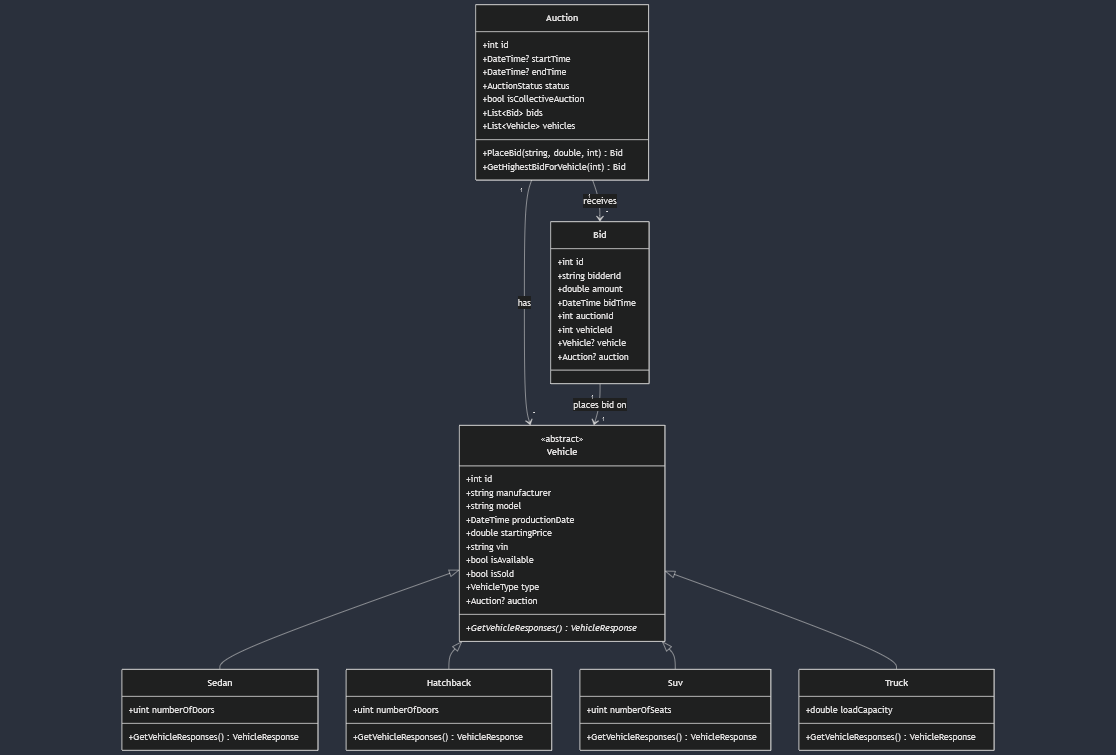 Auction
+int id
+DateTime? startTime
+DateTime? endTime
+AuctionStatus status
+bool isCollectiveAuction
+List<Bid> bids
+List<Vehicle> vehicles
+PlaceBid(string, double, int) : Bid
+GetHighestBidForVehicle(int) : Bid
1
receives
Bid
+int id
+string bidderId
+double amount
+DateTime bidTime
+int auctionId
+int vehicleId
+Vehicle? vehicle
+Auction? auction
has
places bid on
1
«abstract»
Vehicle
+int id
+string manufacturer
+string model
+DateTime productionDate
+double startingPrice
+string vin
+bool isAvailable
+bool isSold
+VehicleType type
+Auction? auction
+GetVehicleResponses() : VehicleResponse
Sedan
+uint numberOfDoors
+GetVehicleResponses() : VehicleResponse
Hatchback
+uint numberOfDoors
+GetVehicleResponses() : VehicleResponse
Suv
+uint numberOfSeats
+GetVehicleResponses() : VehicleResponse
Truck
+double loadCapacity
+GetVehicleResponses() : VehicleResponse